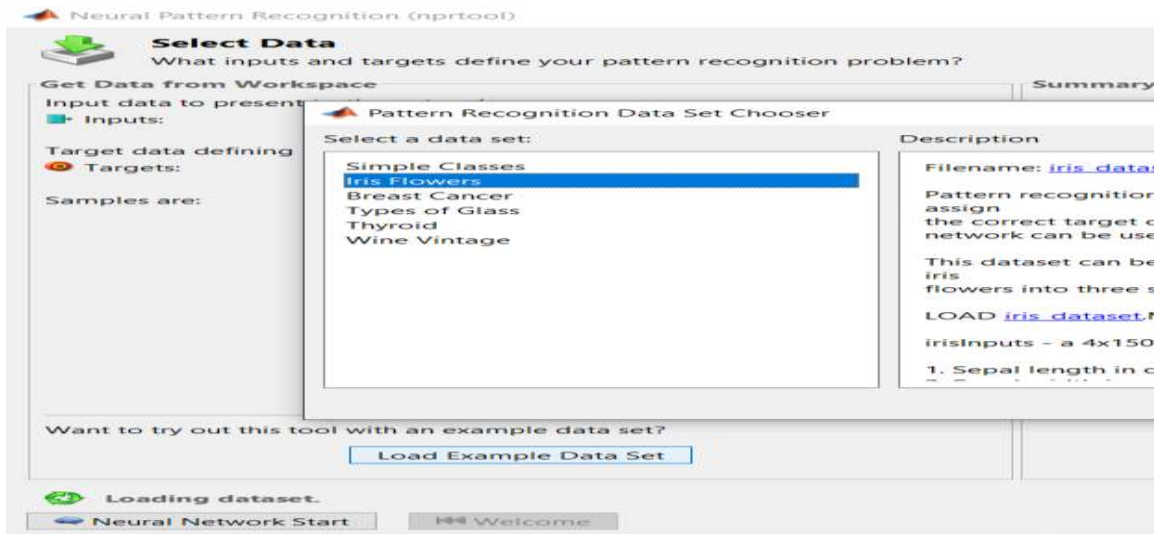 Neural Pattern Recognition (nprtool)
Select Data
What inputs and targets define your pattern recognition problem?
Get Data from Workspace
Summary
Input data to present
Inputs:
Target data defining
Targets:
Samples are:
Pattern Recognition Data Set Chooser
Select a data set:
Simple Classes
Iris Flowers
Breast Cancer
Types of Glass
Thyroid
Wine Vintage
Description
Filename: iris_datas
Pattern recognition
assign
the correct target c
network can be use
This dataset can be
iris
flowers into three s
LOAD iris_dataset.M
irisInputs - a 4x150
1. Sepal length in c
Want to try out this tool with an example data set?
Load Example Data Set
Loading dataset.
Neural Network Start
Welcome